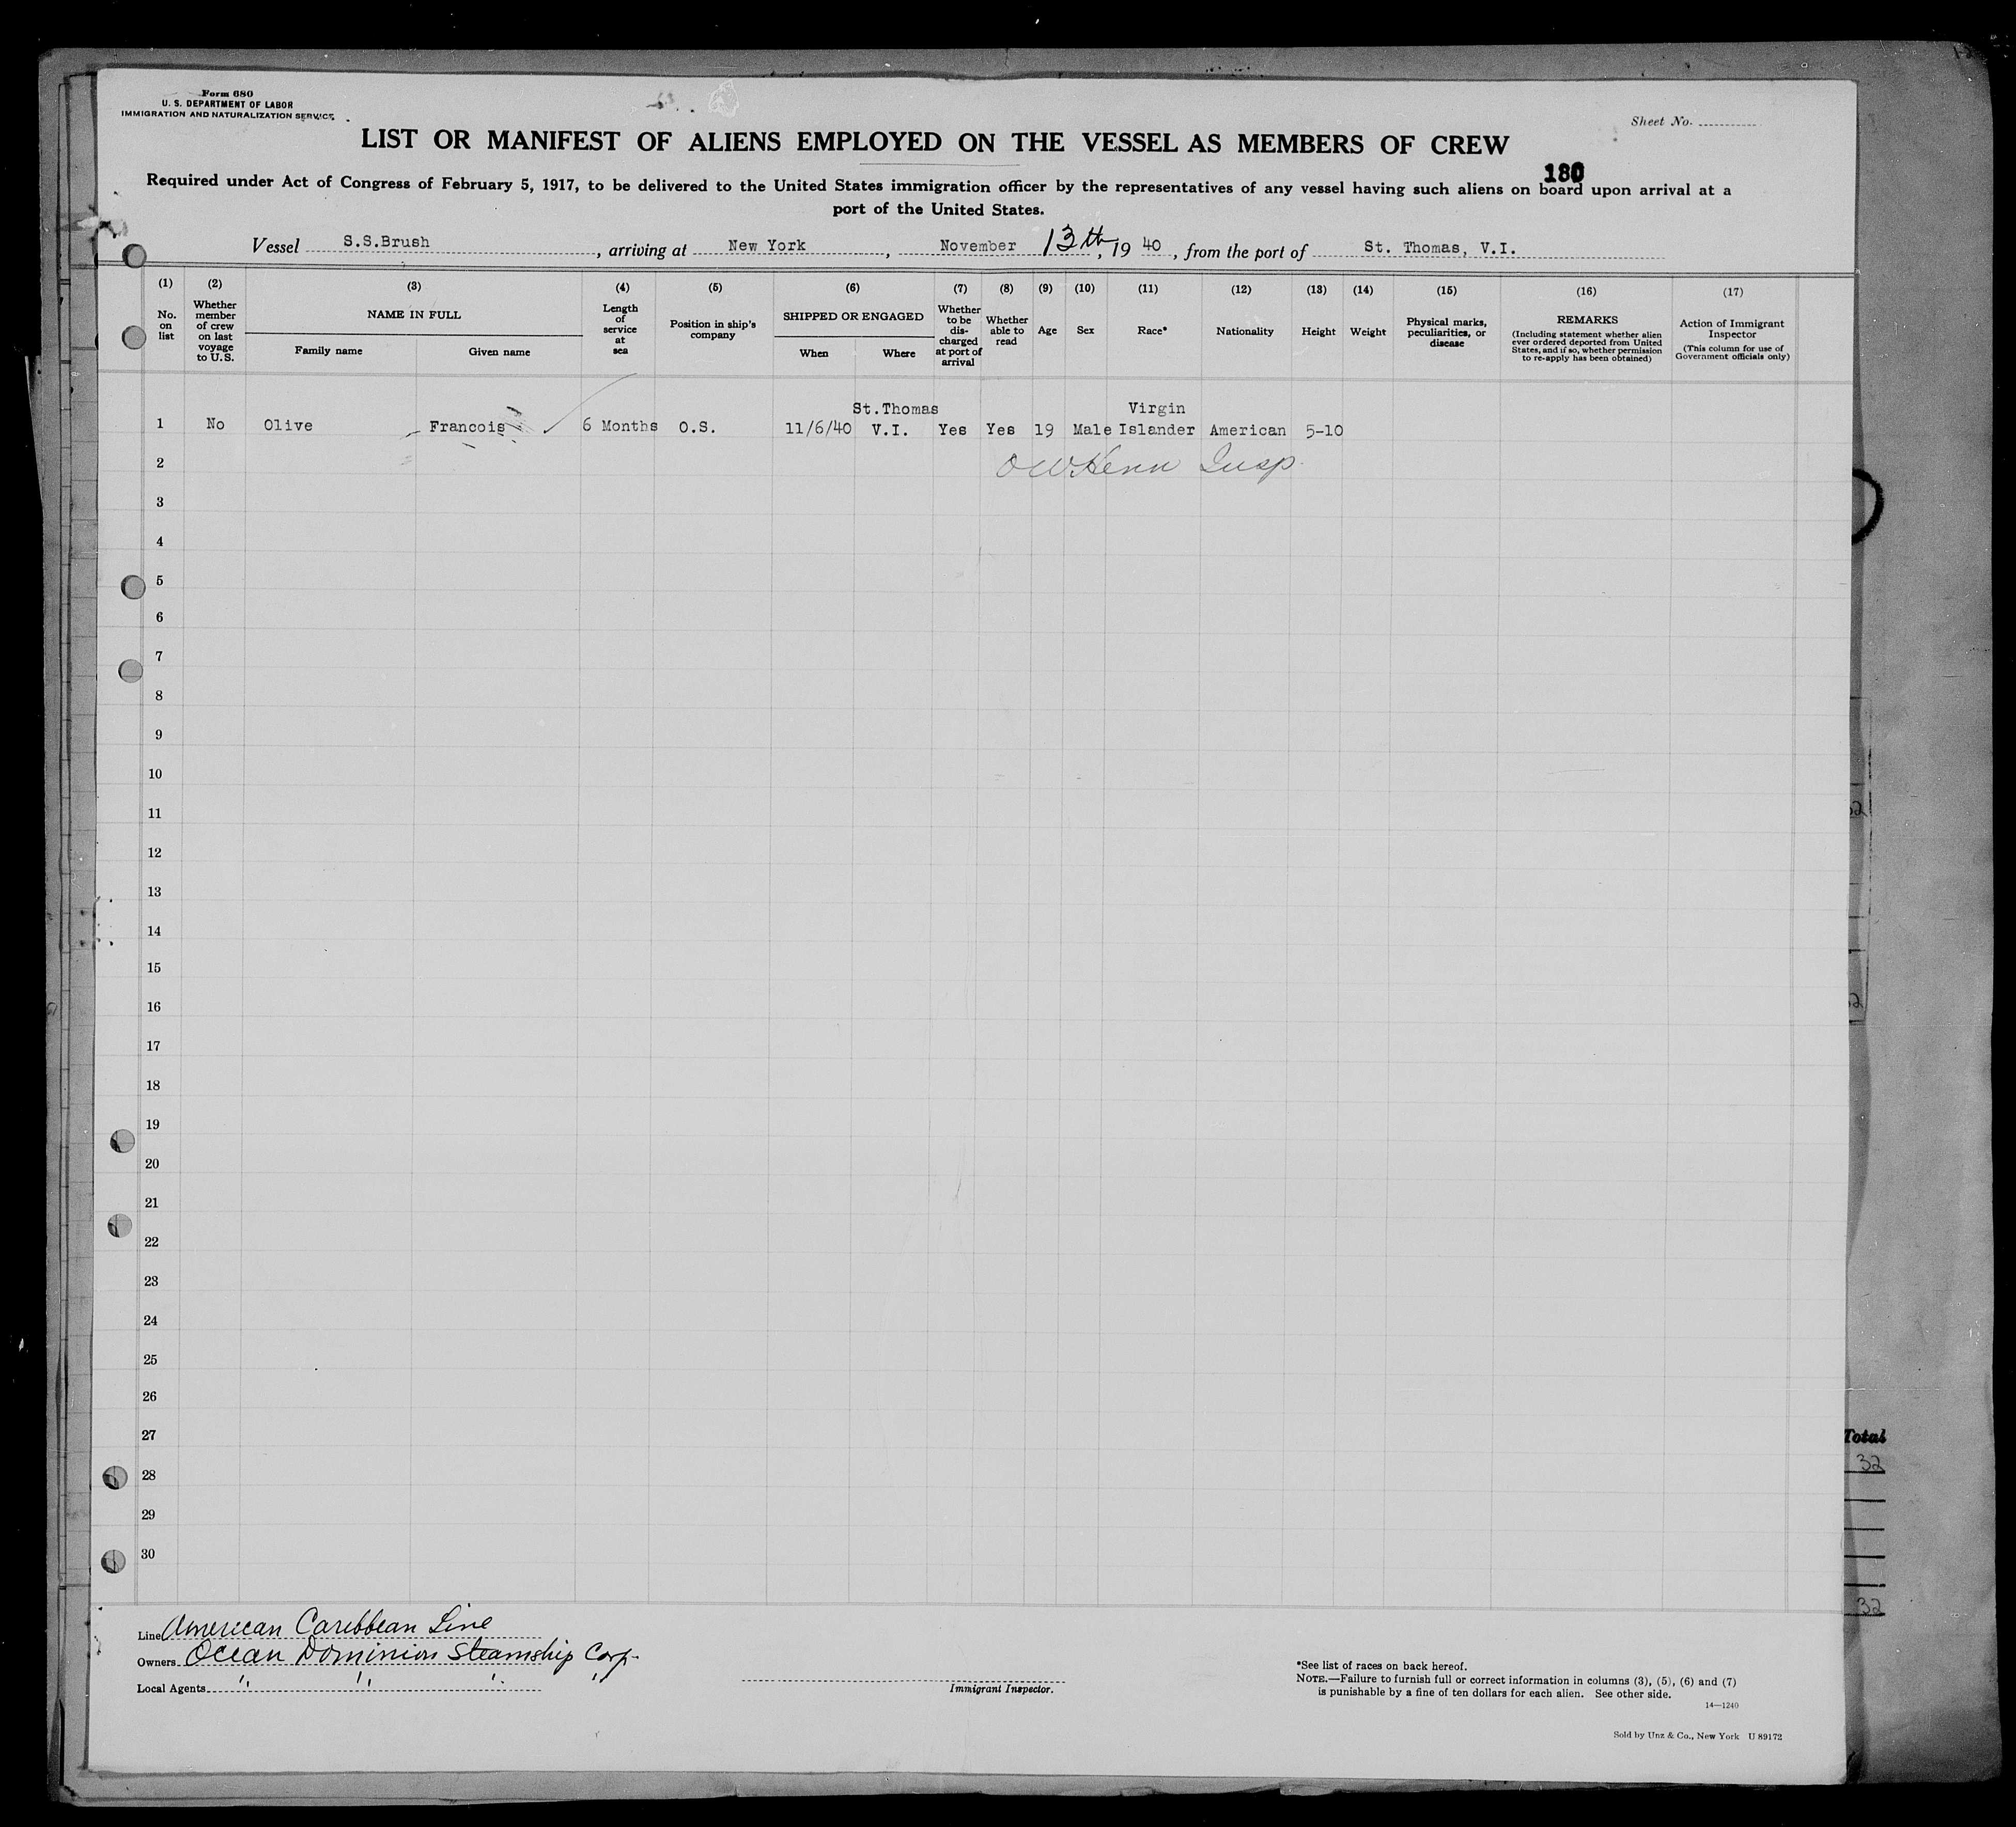 Form 680
U. S. DEPARTMENT OF LABOR
IMMIGRATION AND NATURALIZATION SERVICE
Sheet No.
LIST OR MANIFEST OF ALIENS EMPLOYED ON THE VESSEL AS MEMBERS OF CREW
180
Required under Act of Congress of February 5, 1917, to be delivered to the United States immigration officer by the representatives of any vessel having such aliens on board upon arrival at a
port of the United States.
Vessel S.S.Brush, arriving at New York, November 13th, 19 40, from the port of St. Thomas, V.I.
(1) No. on list
(2) Whether member of crew on last voyage to U.S.
(3) NAME IN FULL
Family name
Given name
(4) Length of service at sea
(5) Position in ship's company
(6) SHIPPED OR ENGAGED
When
Where
(7) Whether to be dis-charged at port of arrival
(8) Whether able to read
(9) Age
(10) Sex
(11) Race*
(12) Nationality
(13) Height
(14) Weight
(15) Physical marks, peculiarities, or disease
(16) REMARKS (Including statement whether alien ever ordered deported from United States, and if so, whether permission to re-apply has been obtained)
(17) Action of Immigrant Inspector (This column for use of Government officials only)
1 No Olive Francois 6 Months O.S. 11/6/40 St.Thomas V.I. Yes Yes 19 Male Virgin Islander American 5-10
2 Insp.
3
4
5
6
7
8
9
10
11
12
13
14
15
16
17
18
19
20
21
22
23
24
25
26
27
28
29
30
Total
32
32
Line American Caribbean Line
Owners Ocean Dominion Steamship Corp.
Local Agents " " " "
Immigrant Inspector.
*See list of races on back hereof.
NOTE.—Failure to furnish full or correct information in columns (3), (5), (6) and (7)
is punishable by a fine of ten dollars for each alien. See other side.
14—1240
Sold by Unz & Co., New York U 89172